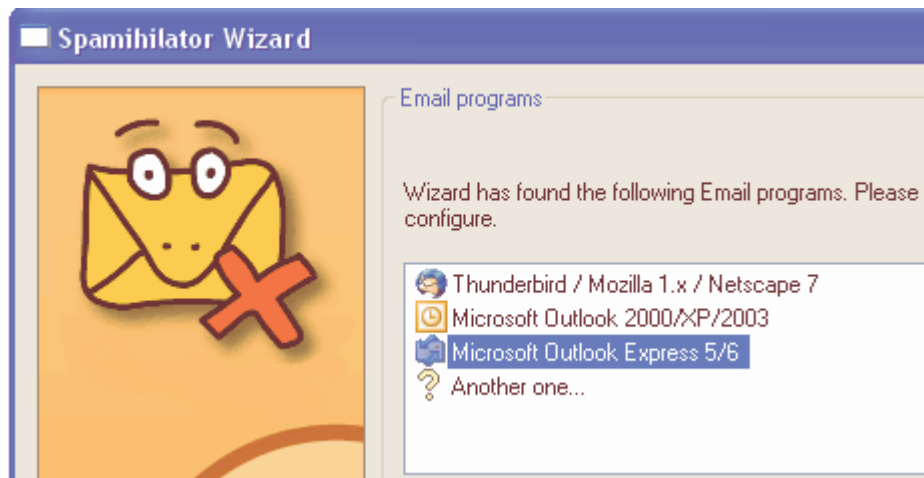 Spamihilator Wizard
Email programs
Wizard has found the following Email programs. Please
configure.
Thunderbird / Mozilla 1.x / Netscape 7
Microsoft Outlook 2000/XP/2003
Microsoft Outlook Express 5/6
Another one...